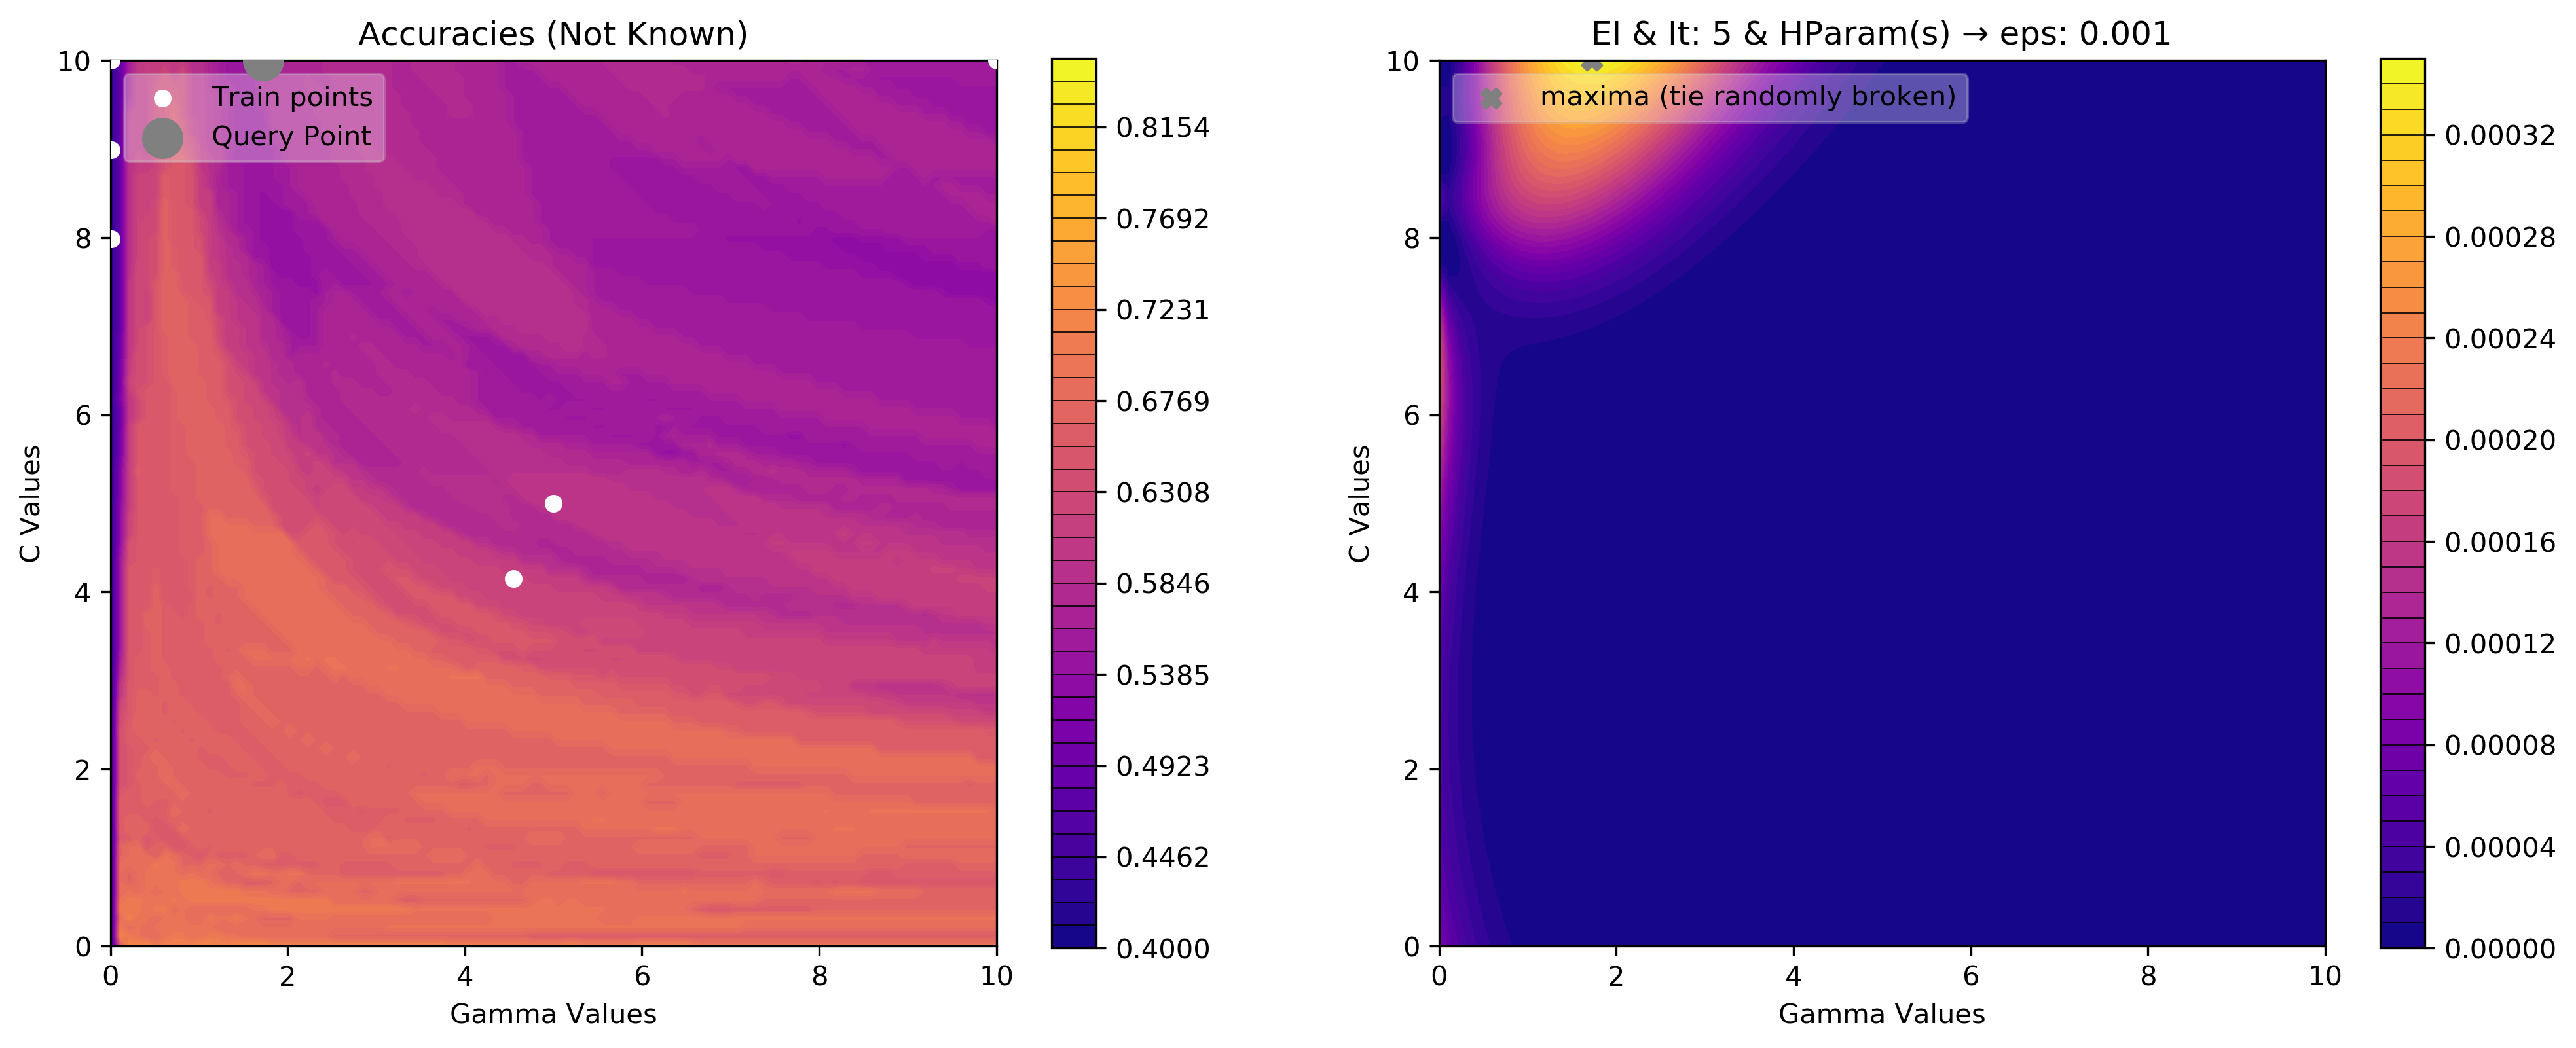 Accuracies (Not Known)
Train points
Query Point
10
8
6
4
2
0
C Values
0 2 4 6 8 10
Gamma Values
0.8154
0.7692
0.7231
0.6769
0.6308
0.5846
0.5385
0.4923
0.4462
0.4000
EI & It: 5 & HParam(s) → eps: 0.001
maxima (tie randomly broken)
10
8
6
4
2
0
C Values
0 2 4 6 8 10
Gamma Values
0.00032
0.00028
0.00024
0.00020
0.00016
0.00012
0.00008
0.00004
0.00000